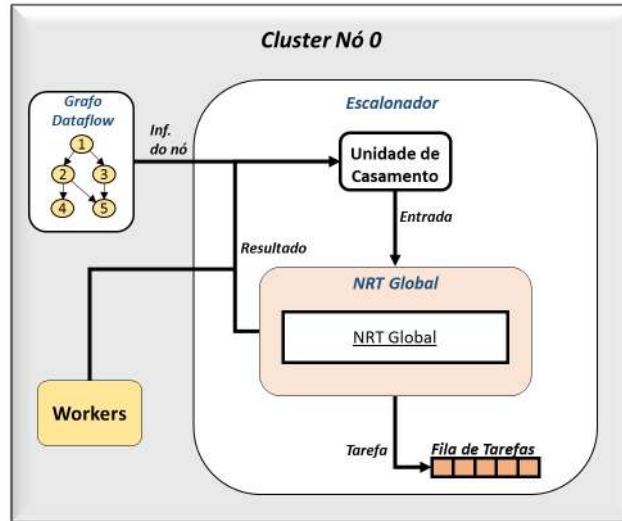 Cluster Nó 0
Grafo
Dataflow
1
2
3
4
5
Inf.
do nó
Escalonador
Unidade de
Casamento
Entrada
Resultado
NRT Global
NRT Global
Workers
Tarefa
Fila de Tarefas